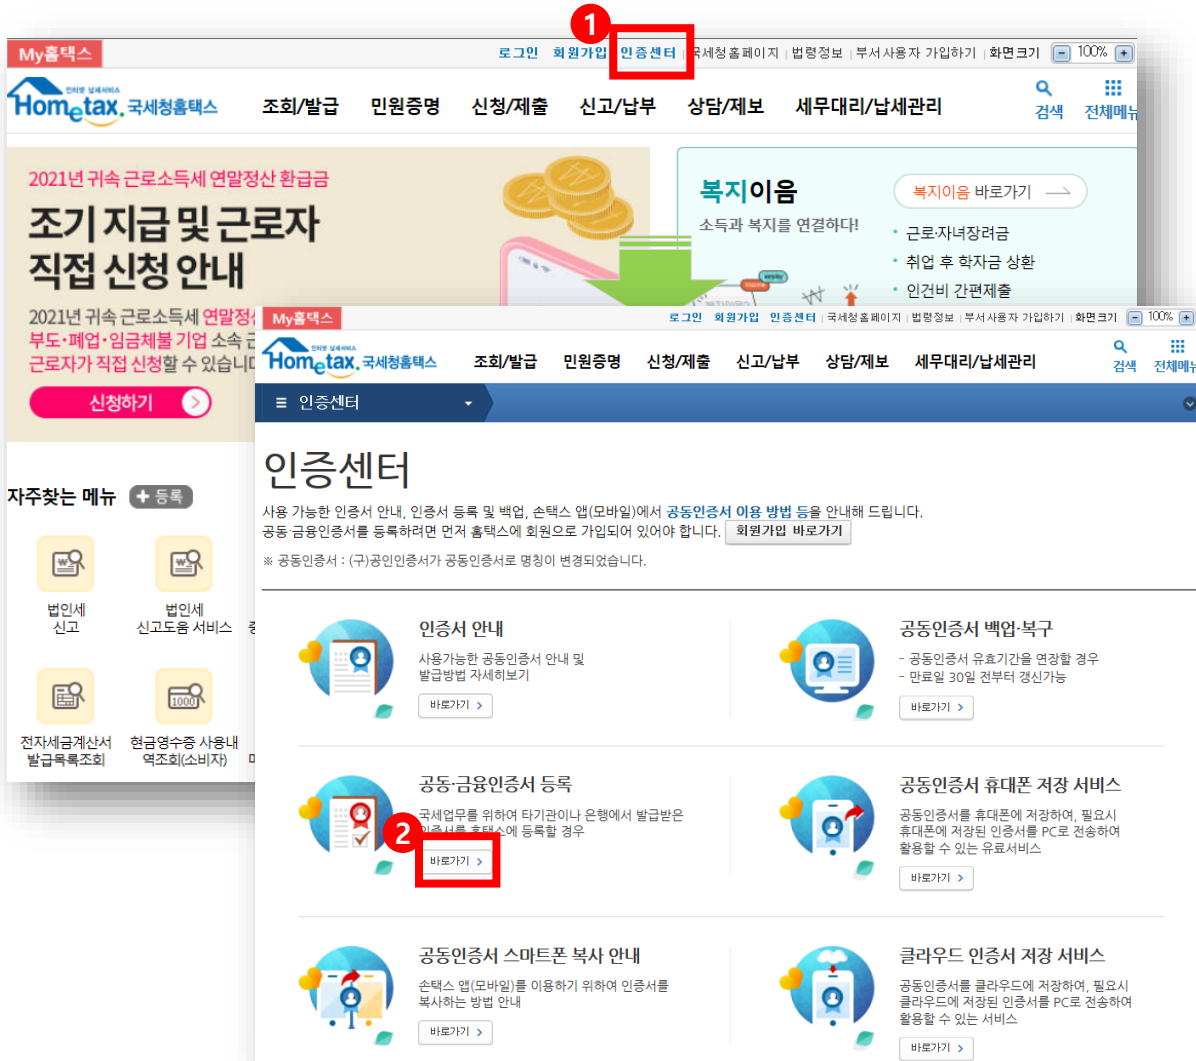 1
My홈택스
로그인 회원가입 인증센터 국세청홈페이지 법령정보 부서사용자 가입하기 화면크기 - 100% +
인터넷 납세서비스
Hometax. 국세청홈택스
조회/발급 민원증명 신청/제출 신고/납부 상담/제보 세무대리/납세관리
검색 전체메뉴
2021년 귀속 근로소득세 연말정산 환급금
조기 지급 및 근로자
직접 신청 안내
2021년 귀속 근로소득세 연말정
부도·폐업·임금체불 기업 소속
근로자가 직접 신청할 수 있습니
신청하기
복지이음
복지이음 바로가기
소득과 복지를 연결하다!
근로·자녀장려금
취업 후 학자금 상환
인건비 간편제출
자주찾는 메뉴 + 등록
법인세
신고
법인세
신고도움 서비스
전자세금계산서
발급목록조회
1000
현금영수증 사용내
역조회(소비자)
My홈택스
로그인 회원가입 인증센터 국세청홈페이지 법령정보 부서사용자 가입하기 화면크기 - 100% +
인터넷 납세서비스
Hometax. 국세청홈택스
조회/발급 민원증명 신청/제출 신고/납부 상담/제보 세무대리/납세관리
검색 전체메뉴
≡ 인증센터
인증센터
사용 가능한 인증서 안내, 인증서 등록 및 백업, 손택스 앱(모바일)에서 공동인증서 이용 방법 등을 안내해 드립니다.
공동·금융인증서를 등록하려면 먼저 홈택스에 회원으로 가입되어 있어야 합니다. 회원가입 바로가기
※ 공동인증서 : (구)공인인증서가 공동인증서로 명칭이 변경되었습니다.
인증서 안내
사용가능한 공동인증서 안내 및
발급방법 자세히보기
바로가기 >
공동인증서 백업·복구
- 공동인증서 유효기간을 연장할 경우
- 만료일 30일 전부터 갱신가능
바로가기 >
공동·금융인증서 등록
국세업무를 위하여 타기관이나 은행에서 발급받은
인증서를 홈택스에 등록할 경우
2
바로가기 >
공동인증서 휴대폰 저장 서비스
공동인증서를 휴대폰에 저장하여, 필요시
휴대폰에 저장된 인증서를 PC로 전송하여
활용할 수 있는 유료서비스
바로가기 >
공동인증서 스마트폰 복사 안내
손택스 앱(모바일)를 이용하기 위하여 인증서를
복사하는 방법 안내
바로가기 >
클라우드 인증서 저장 서비스
공동인증서를 클라우드에 저장하여, 필요시
클라우드에 저장된 인증서를 PC로 전송하여
활용할 수 있는 서비스
바로가기 >